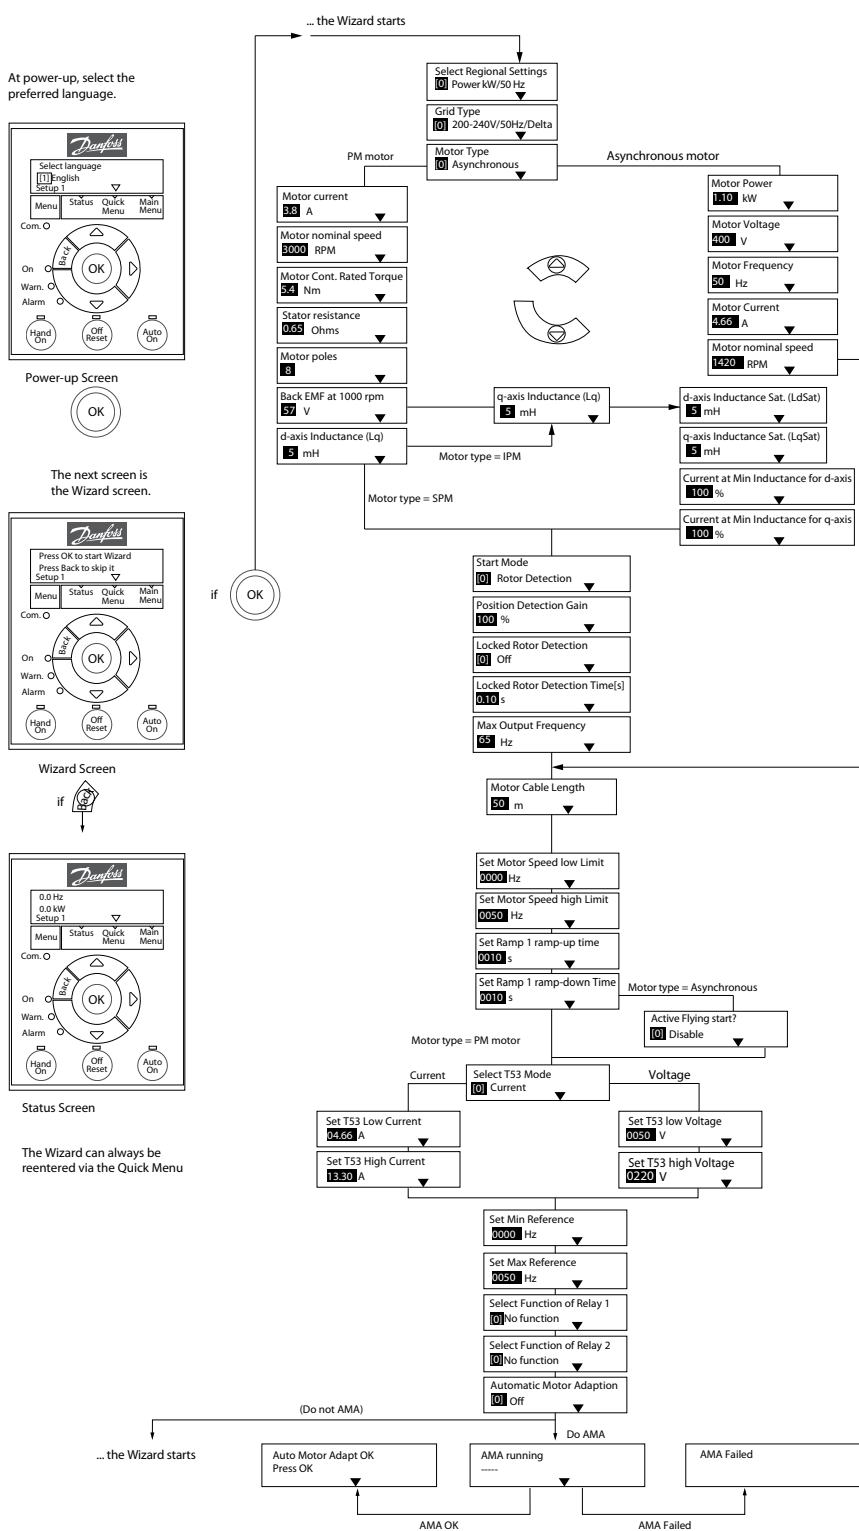 ... the Wizard starts
At power-up, select the
preferred language.
Danfoss
Select language
[1] English
Setup 1
Menu
Status
Quick
Menu
Main
Menu
Com.
Back
OK
On
Warn.
Alarm
Hand
On
Off
Reset
Auto
On
Power-up Screen
OK
The next screen is
the Wizard screen.
Danfoss
Press OK to start Wizard
Press Back to skip it
Setup 1
Menu
Status
Quick
Menu
Main
Menu
Com.
Back
OK
On
Warn.
Alarm
Hand
On
Off
Reset
Auto
On
Wizard Screen
if
Back
if
OK
Danfoss
0.0 Hz
0.0 kW
Setup 1
Menu
Status
Quick
Menu
Main
Menu
Com.
Back
OK
On
Warn.
Alarm
Hand
On
Off
Reset
Auto
On
Status Screen
The Wizard can always be
reentered via the Quick Menu
Select Regional Settings
[0] Power kW/50 Hz
Grid Type
[0] 200-240V/50Hz/Delta
Motor Type
[0] Asynchronous
PM motor
Asynchronous motor
Motor current
3.8 A
Motor nominal speed
3000 RPM
Motor Cont. Rated Torque
5.4 Nm
Stator resistance
0.65 Ohms
Motor poles
8
Back EMF at 1000 rpm
57 V
d-axis Inductance (Lq)
5 mH
Motor Power
1.10 kW
Motor Voltage
400 V
Motor Frequency
50 Hz
Motor Current
4.66 A
Motor nominal speed
1420 RPM
q-axis Inductance (Lq)
5 mH
Motor type = IPM
Motor type = SPM
d-axis Inductance Sat. (LdSat)
5 mH
q-axis Inductance Sat. (LqSat)
5 mH
Current at Min Inductance for d-axis
100 %
Current at Min Inductance for q-axis
100 %
Start Mode
[0] Rotor Detection
Position Detection Gain
100 %
Locked Rotor Detection
[0] Off
Locked Rotor Detection Time[s]
0.10 s
Max Output Frequency
65 Hz
Motor Cable Length
50 m
Set Motor Speed low Limit
0000 Hz
Set Motor Speed high Limit
0050 Hz
Set Ramp 1 ramp-up time
0010 s
Set Ramp 1 ramp-down Time
0010 s
Motor type = Asynchronous
Active Flying start?
[0] Disable
Motor type = PM motor
Current
Select T53 Mode
[0] Current
Voltage
Set T53 Low Current
04.66 A
Set T53 High Current
13.30 A
Set T53 low Voltage
0050 V
Set T53 high Voltage
0220 V
Set Min Reference
0000 Hz
Set Max Reference
0050 Hz
Select Function of Relay 1
[0] No function
Select Function of Relay 2
[0] No function
Automatic Motor Adaption
[0] Off
(Do not AMA)
Do AMA
... the Wizard starts
Auto Motor Adapt OK
Press OK
AMA running
-----
AMA Failed
AMA OK
AMA Failed